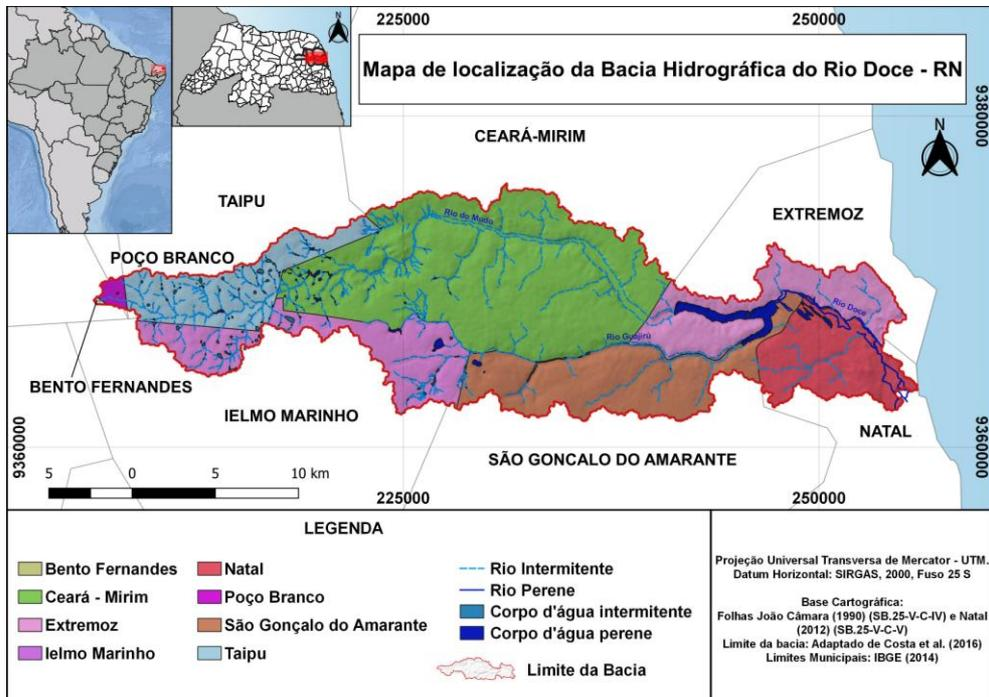 225000
250000
N
Mapa de localização da Bacia Hidrográfica do Rio Doce - RN
9380000
CEARÁ-MIRIM
N
TAIPU
EXTREMOZ
Rio do Mudo
POÇO BRANCO
Rio Doce
Rio Guajirú
BENTO FERNANDES
IELMO MARINHO
NATAL
SÃO GONÇALO DO AMARANTE
9360000
9360000
5 0 5 10 km
225000
250000
LEGENDA
Bento Fernandes
Ceará - Mirim
Extremoz
Ielmo Marinho
Natal
Poço Branco
São Gonçalo do Amarante
Taipu
Rio Intermitente
Rio Perene
Corpo d'água intermitente
Corpo d'água perene
Limite da Bacia
Projeção Universal Transversa de Mercator - UTM.
Datum Horizontal: SIRGAS, 2000, Fuso 25 S
Base Cartográfica:
Folhas João Câmara (1990) (SB.25-V-C-IV) e Natal
(2012) (SB.25-V-C-V)
Limite da bacia: Adaptado de Costa et al. (2016)
Limites Municipais: IBGE (2014)